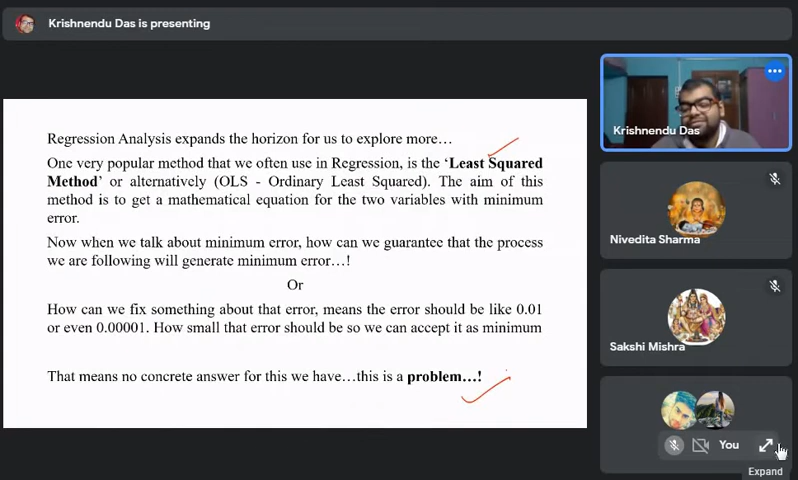 Krishnendu Das is presenting
Regression Analysis expands the horizon for us to explore more…
One very popular method that we often use in Regression, is the ‘Least Squared
Method’ or alternatively (OLS - Ordinary Least Squared). The aim of this
method is to get a mathematical equation for the two variables with minimum
error.
Now when we talk about minimum error, how can we guarantee that the process
we are following will generate minimum error…!
Or
How can we fix something about that error, means the error should be like 0.01
or even 0.00001. How small that error should be so we can accept it as minimum
That means no concrete answer for this we have…this is a problem…!
Krishnendu Das
Nivedita Sharma
Sakshi Mishra
You
Expand